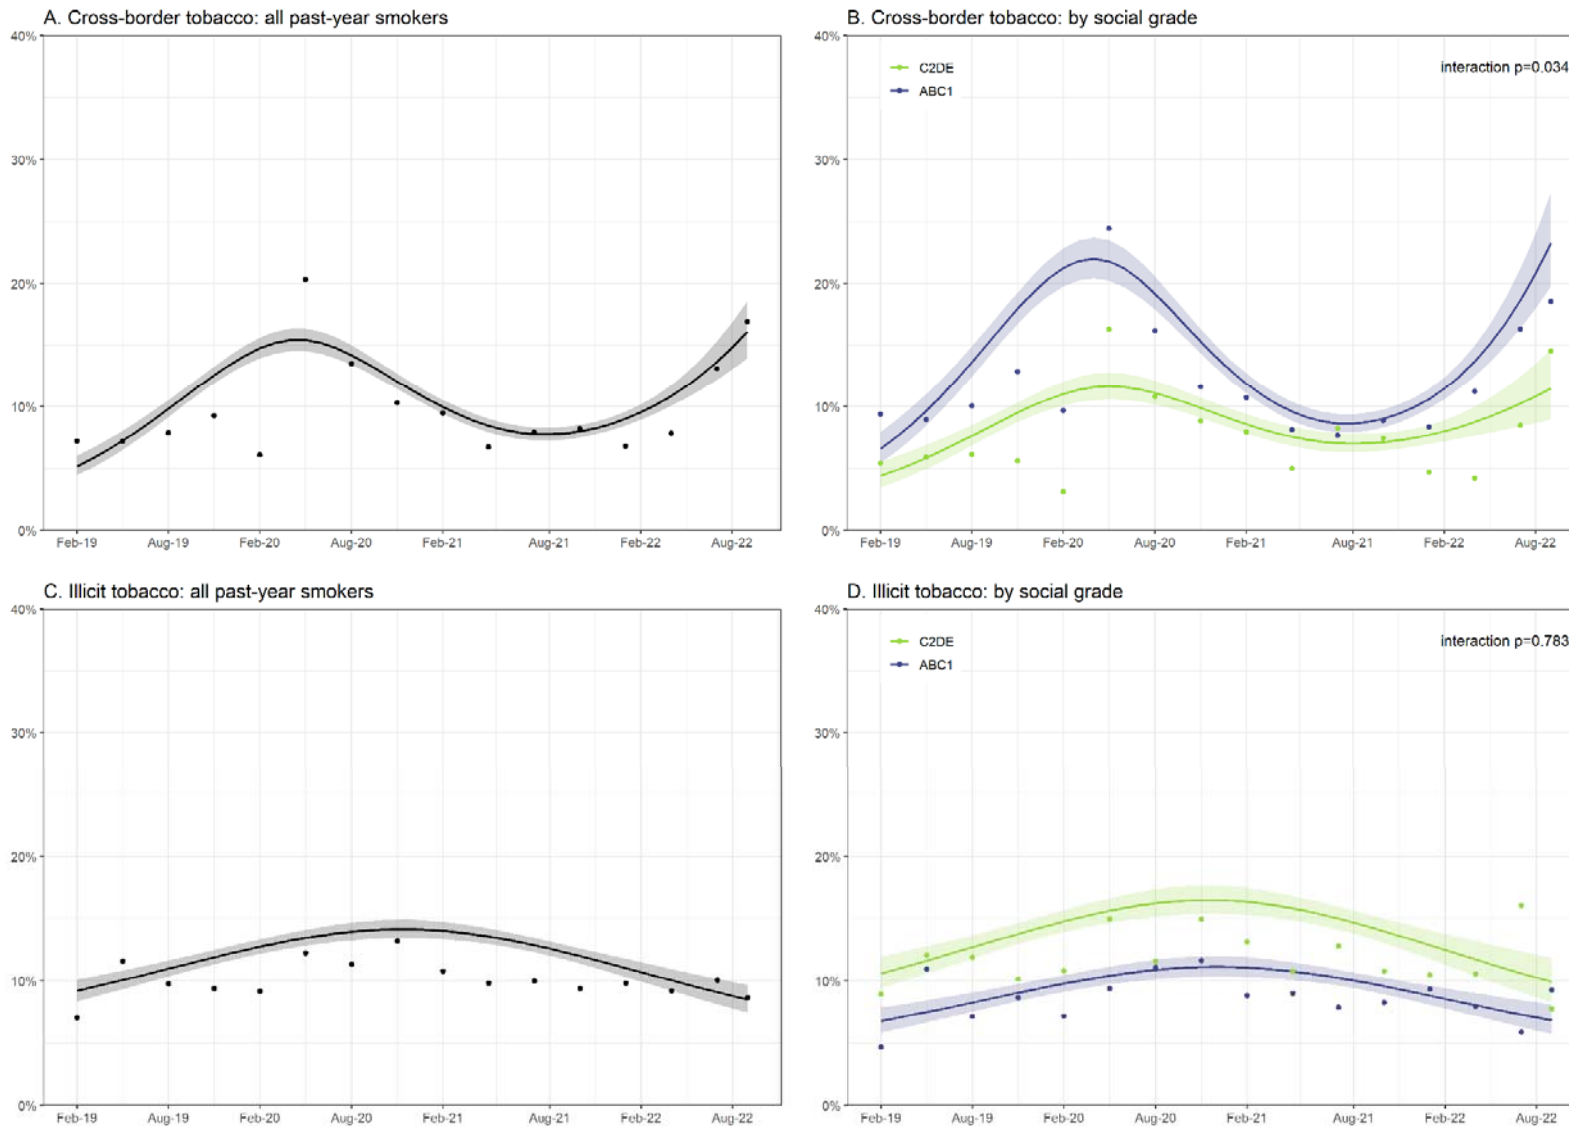 A. Cross-border tobacco: all past-year smokers
40%
30%
20%
10%
0%
Feb-19 Aug-19 Feb-20 Aug-20 Feb-21 Aug-21 Feb-22 Aug-22
B. Cross-border tobacco: by social grade
40%
C2DE
ABC1
interaction p=0.034
30%
20%
10%
0%
Feb-19 Aug-19 Feb-20 Aug-20 Feb-21 Aug-21 Feb-22 Aug-22
C. Illicit tobacco: all past-year smokers
40%
30%
20%
10%
0%
Feb-19 Aug-19 Feb-20 Aug-20 Feb-21 Aug-21 Feb-22 Aug-22
D. Illicit tobacco: by social grade
40%
C2DE
ABC1
interaction p=0.783
30%
20%
10%
0%
Feb-19 Aug-19 Feb-20 Aug-20 Feb-21 Aug-21 Feb-22 Aug-22